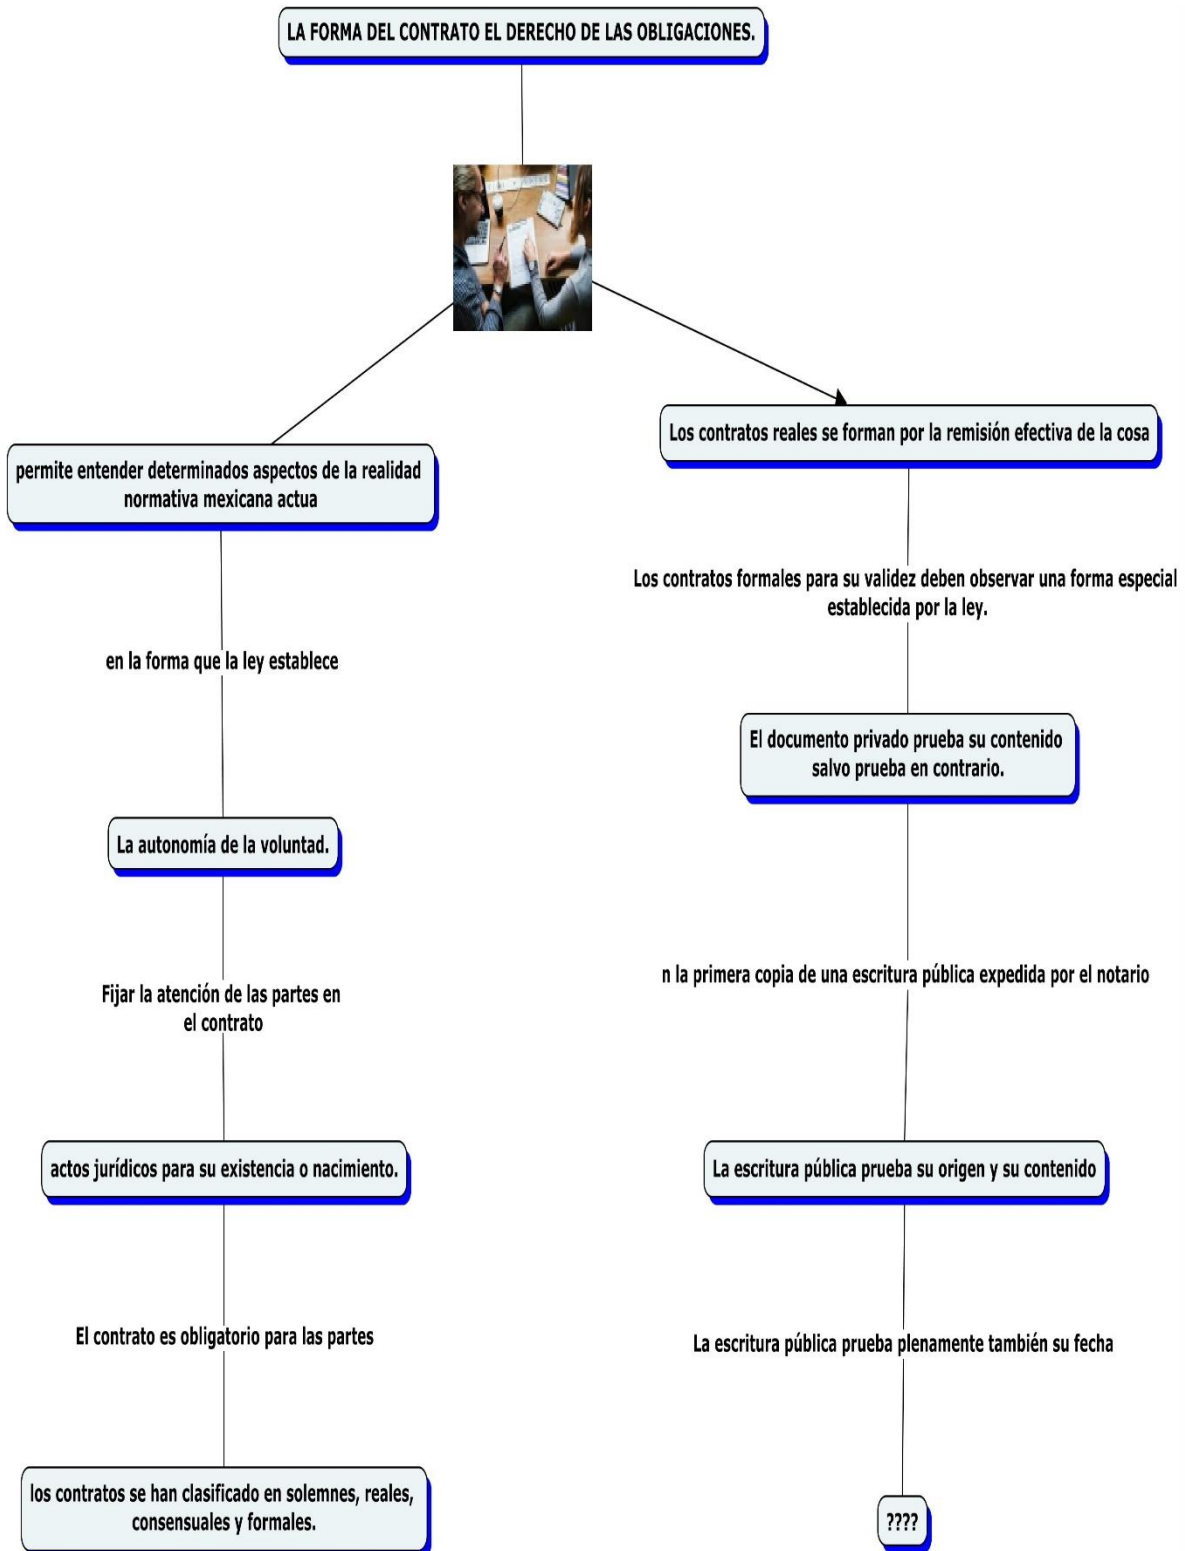 LA FORMA DEL CONTRATO EL DERECHO DE LAS OBLIGACIONES.
permite entender determinados aspectos de la realidad
normativa mexicana actua
en la forma que la ley establece
La autonomía de la voluntad.
Fijar la atención de las partes en
el contrato
actos jurídicos para su existencia o nacimiento.
El contrato es obligatorio para las partes
los contratos se han clasificado en solemnes, reales,
consensuales y formales.
Los contratos reales se forman por la remisión efectiva de la cosa
Los contratos formales para su validez deben observar una forma especial
establecida por la ley.
El documento privado prueba su contenido
salvo prueba en contrario.
n la primera copia de una escritura pública expedida por el notario
La escritura pública prueba su origen y su contenido
La escritura pública prueba plenamente también su fecha
????